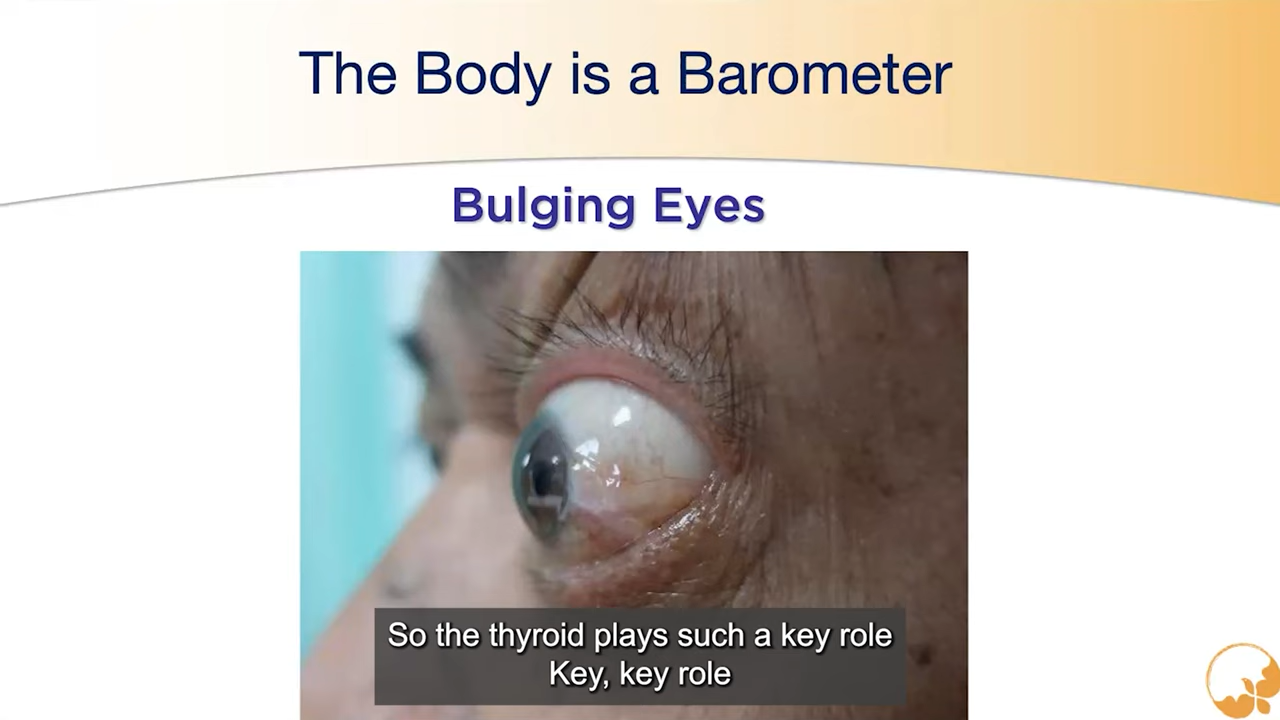 The Body is a Barometer
Bulging Eyes
So the thyroid plays such a key role
Key, key role